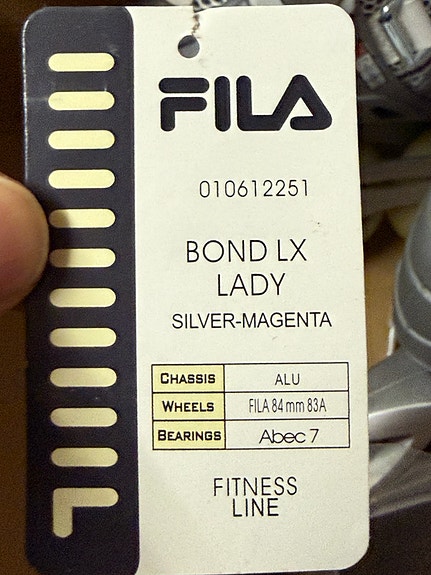 FILA
010612251
BOND LX
LADY
SILVER-MAGENTA
CHASSIS ALU
WHEELS FILA 84 mm 83A
BEARINGS Abec 7
FITNESS
LINE